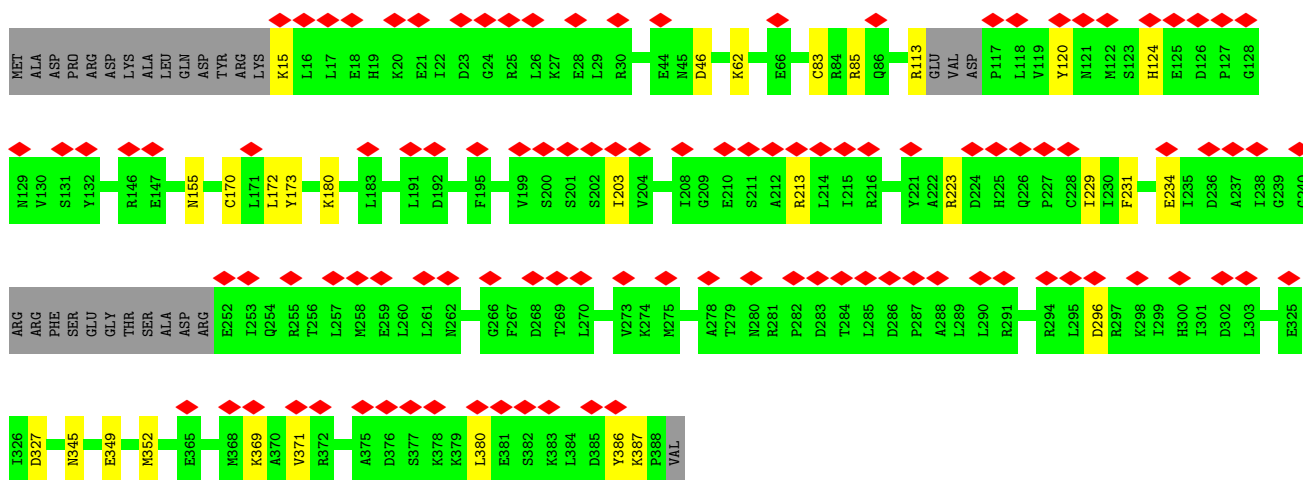 MET ALA ASP PRO ARG ASP LYS ALA LEU GLN ASP TYR ARG LYS K15 L16 L17 E18 H19 K20 E21 I22 D23 G24 R25 L26 K27 E28 L29 R30 E44 N45 D46 K62 E66 C83 R84 R85 Q86 R113 GLU VAL ASP P117 L118 V119 Y120 N121 M122 S123 H124 E125 D126 P127 G128
N129 V130 S131 Y132 R146 E147 N155 C170 L171 L172 Y173 K180 L183 L191 D192 F195 V199 S200 S201 S202 I203 V204 I208 G209 E210 S211 A212 R213 L214 I215 R216 Y221 A222 R223 D224 H225 Q226 P227 C228 I229 I230 F231 E234 I235 D236 A237 I238 G239 G240
ARG ARG PHE SER GLU GLY THR SER ALA ASP ARG E252 I253 Q254 R255 T256 L257 M258 E259 L260 L261 N262 G266 F267 D268 T269 L270 V273 K274 M275 A278 T279 N280 R281 P282 D283 T284 L285 D286 P287 A288 L289 L290 R291 R294 L295 D296 R297 K298 I299 H300 I301 D302 L303 E325
I326 D327 N345 E349 M352 E365 M368 K369 A370 V371 R372 A375 D376 S377 K378 K379 L380 E381 S382 K383 L384 D385 Y386 K387 P388 VAL